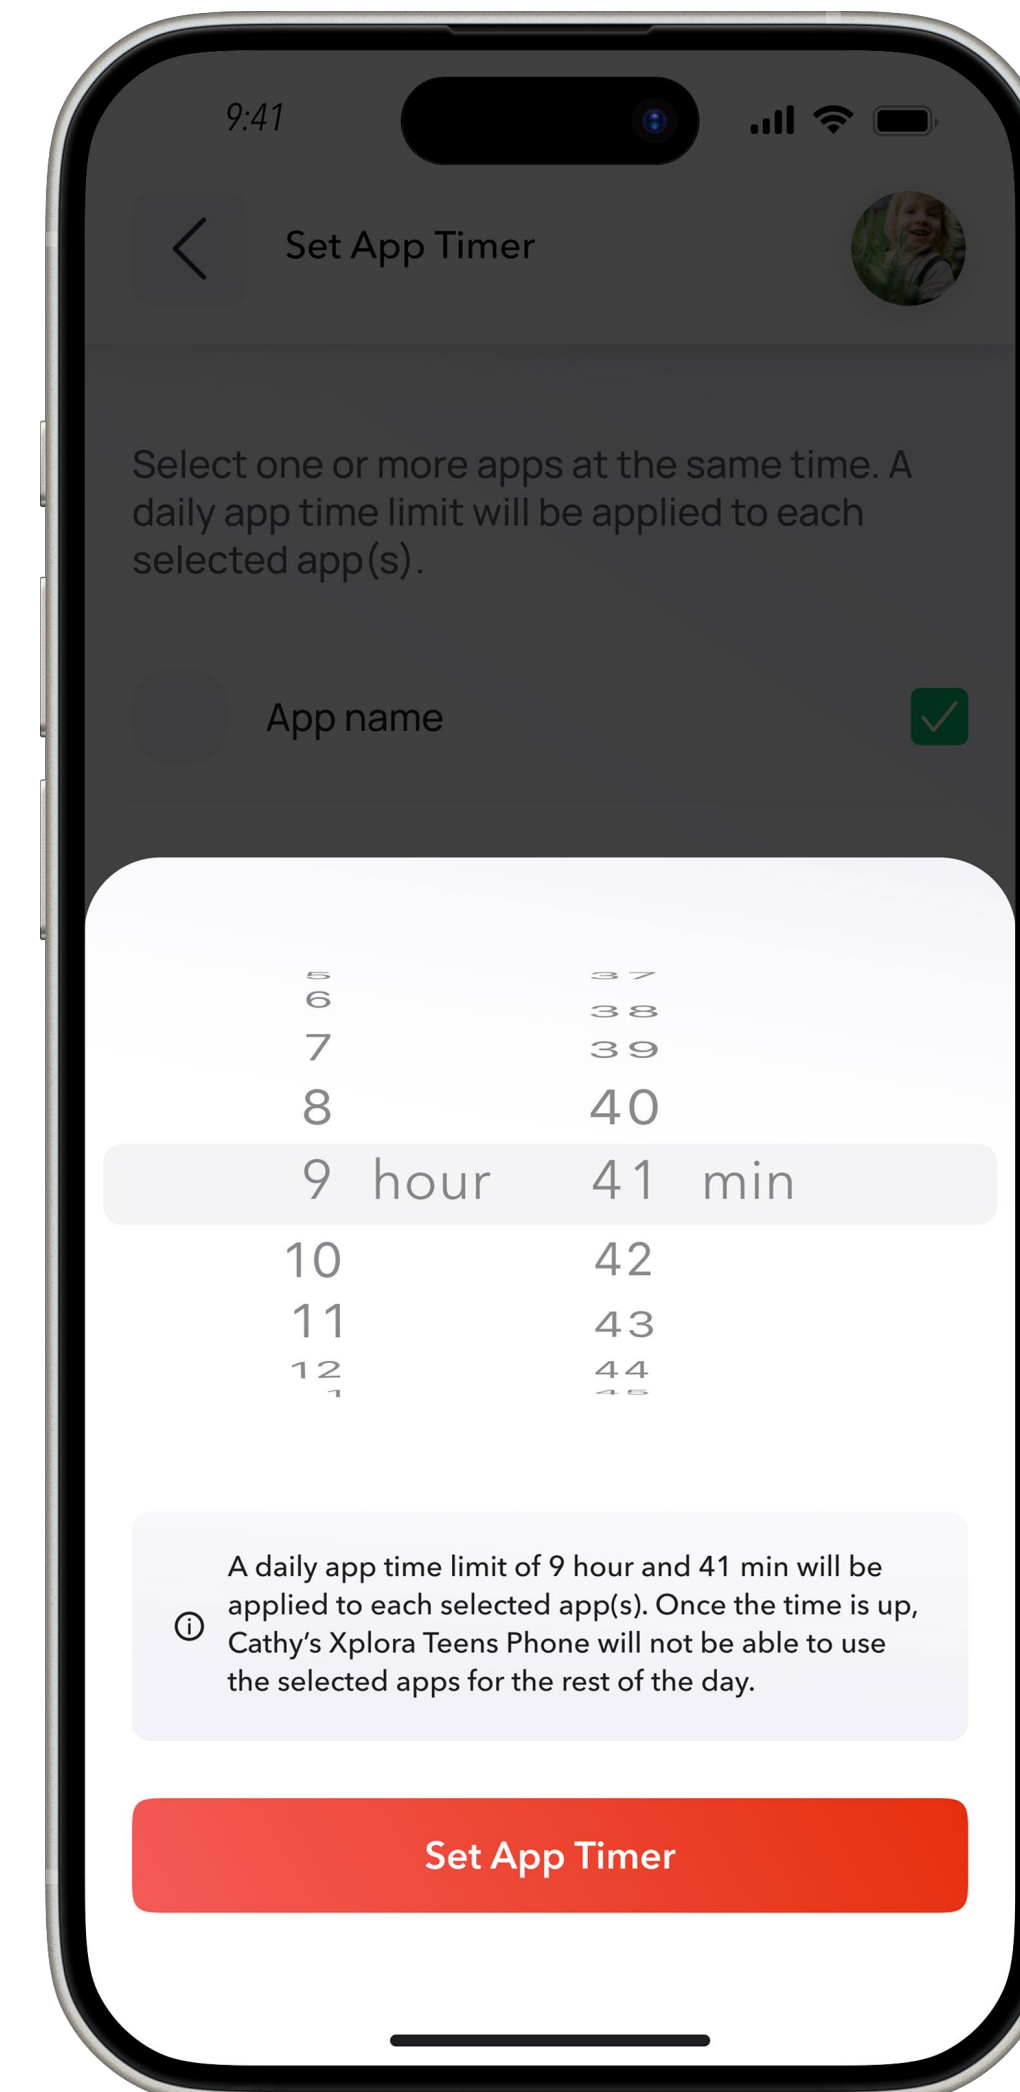 9:41
Set App Timer
Select one or more apps at the same time. A
daily app time limit will be applied to each
selected app(s).
App name
5 37
6 38
7 39
8 40
9 hour 41 min
10 42
11 43
12 44
1 45
A daily app time limit of 9 hour and 41 min will be
applied to each selected app(s). Once the time is up,
Cathy’s Xplora Teens Phone will not be able to use
the selected apps for the rest of the day.
Set App Timer